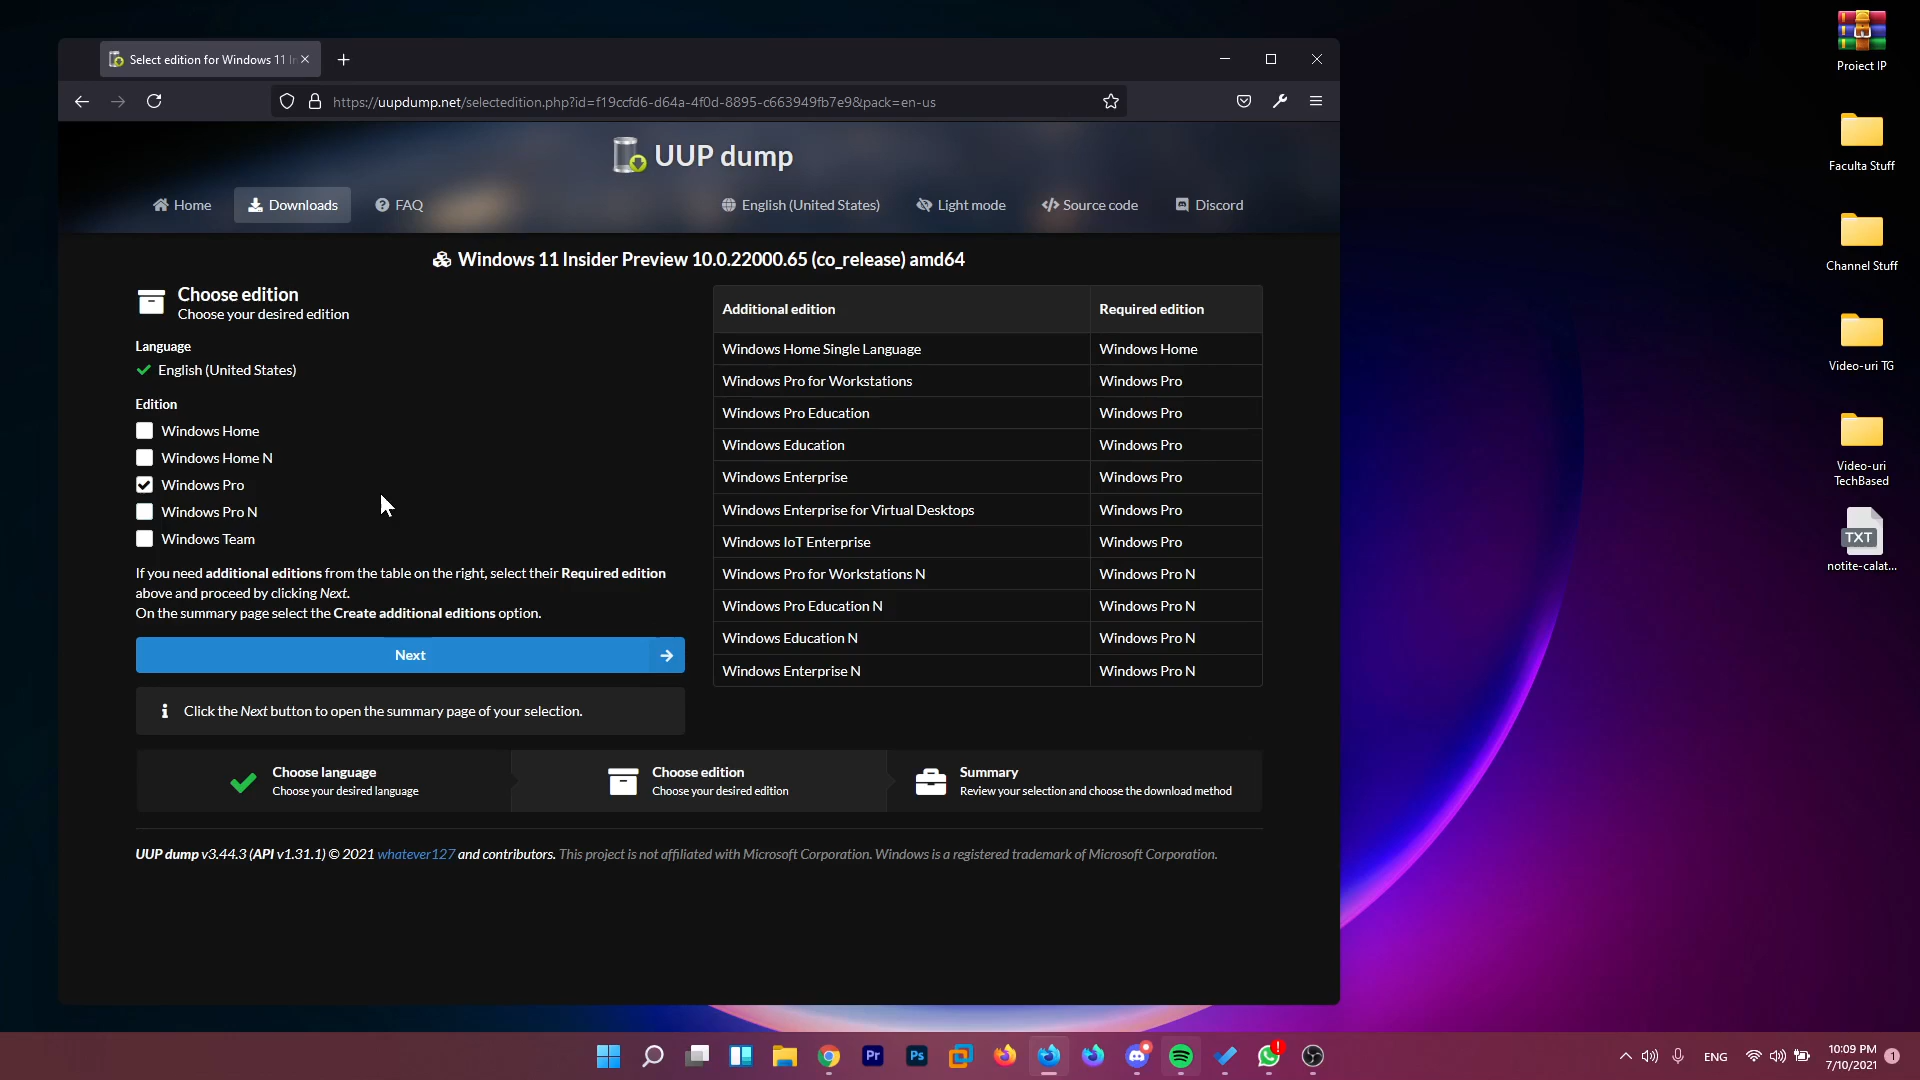 Select edition for Windows 11 I
https://uupdump.net/selectedition.php?id=f19ccfd6-d64a-4f0d-8895-c663949fb7e9&pack=en-us
UUP dump
Home
Downloads
FAQ
English (United States)
Light mode
Source code
Discord
Windows 11 Insider Preview 10.0.22000.65 (co_release) amd64
Choose edition
Choose your desired edition
Language
English (United States)
Edition
Windows Home
Windows Home N
Windows Pro
Windows Pro N
Windows Team
If you need additional editions from the table on the right, select their Required edition
above and proceed by clicking Next.
On the summary page select the Create additional editions option.
Next
Click the Next button to open the summary page of your selection.
Additional edition Required edition
Windows Home Single Language Windows Home
Windows Pro for Workstations Windows Pro
Windows Pro Education Windows Pro
Windows Education Windows Pro
Windows Enterprise Windows Pro
Windows Enterprise for Virtual Desktops Windows Pro
Windows IoT Enterprise Windows Pro
Windows Pro for Workstations N Windows Pro N
Windows Pro Education N Windows Pro N
Windows Education N Windows Pro N
Windows Enterprise N Windows Pro N
Choose language
Choose your desired language
Choose edition
Choose your desired edition
Summary
Review your selection and choose the download method
UUP dump v3.44.3 (API v1.31.1) © 2021 whatever127 and contributors. This project is not affiliated with Microsoft Corporation. Windows is a registered trademark of Microsoft Corporation.
Proiect IP
Faculta Stuff
Channel Stuff
Video-uri TG
Video-uri
TechBased
TXT
notite-calat...
Pr
Ps
ENG
10:09 PM
7/10/2021
1